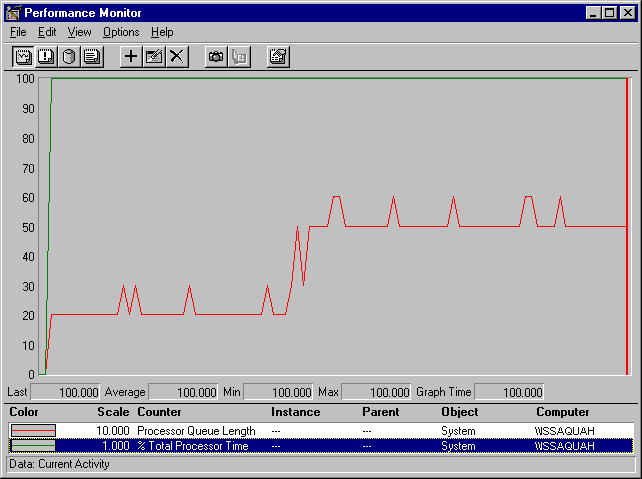 Performance Monitor
File Edit View Options Help
100
90
80
70
60
50
40
30
20
10
0
Last 100.000 Average 100.000 Min 100.000 Max 100.000 Graph Time 100.000
Color Scale Counter Instance Parent Object Computer
10.000 Processor Queue Length --- --- System \\ISSAQUAH
1.000 % Total Processor Time --- --- System \\ISSAQUAH
Data: Current Activity